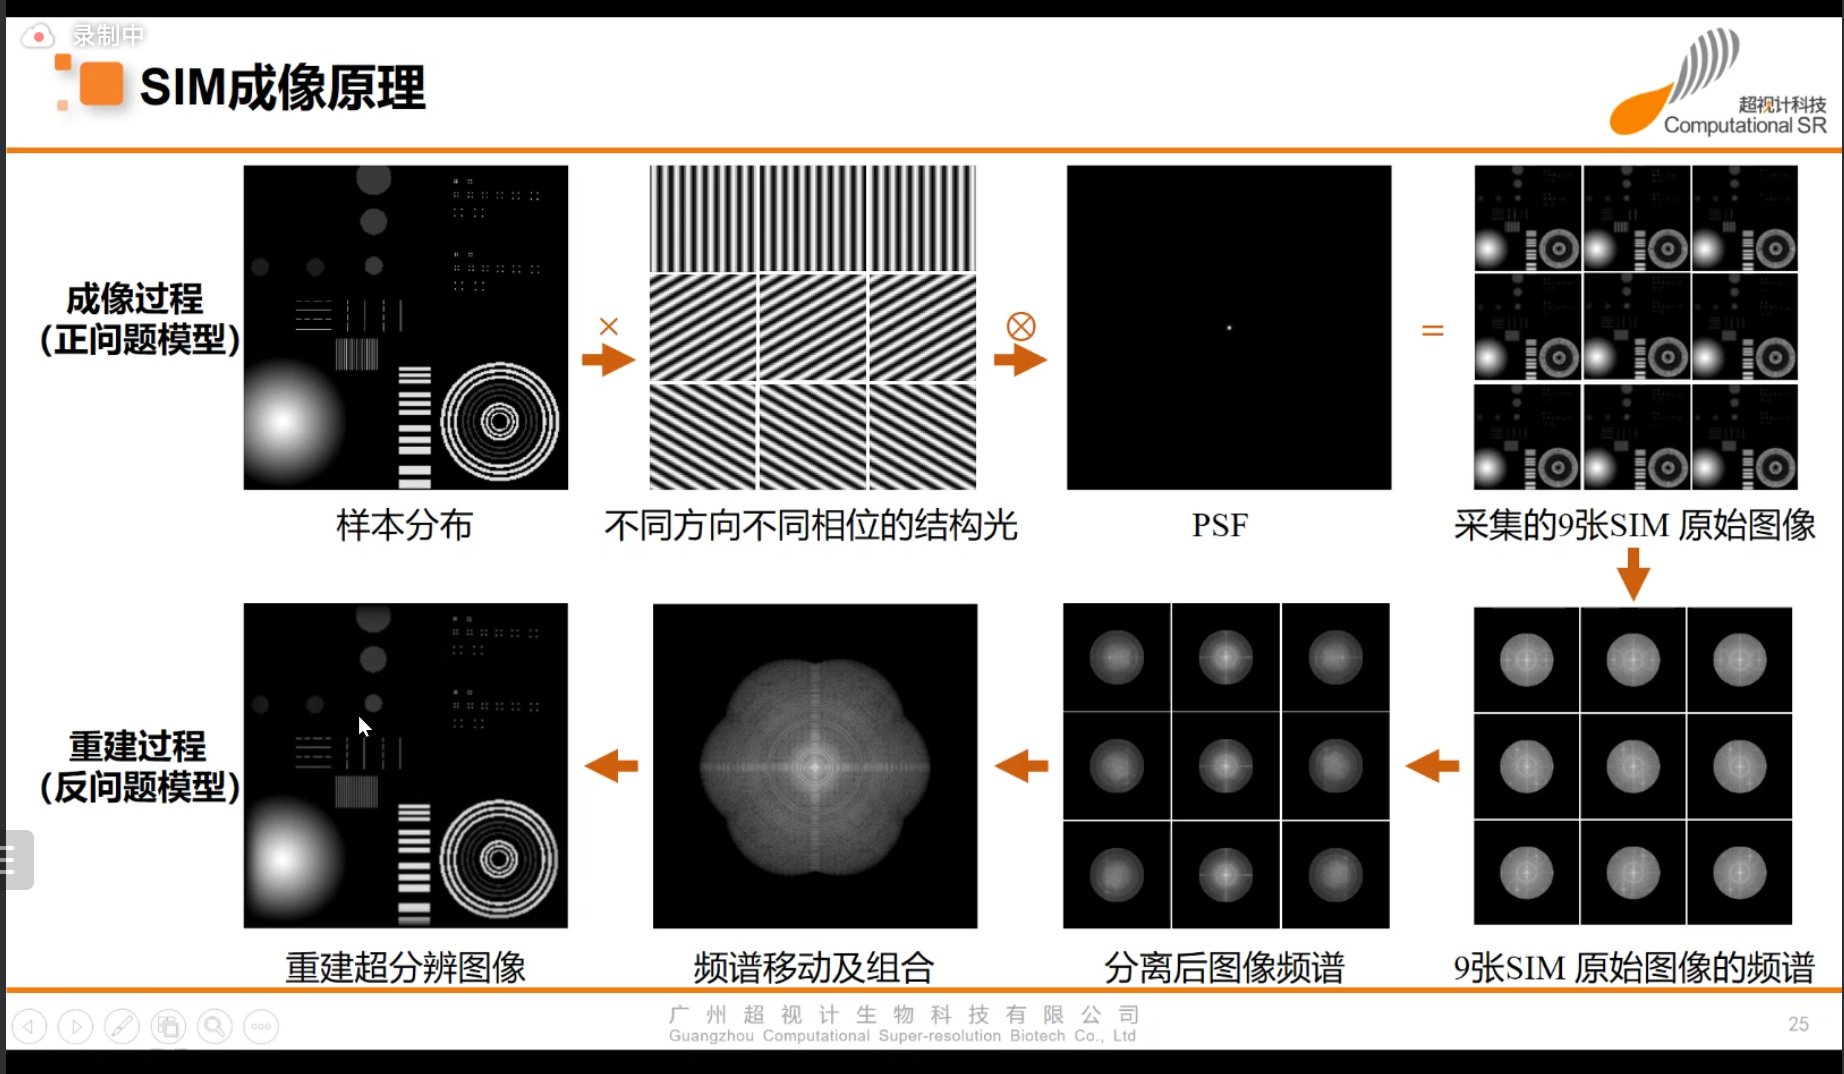 录制中
SIM成像原理
超视计科技
Computational SR
成像过程
（正问题模型）
×
=
样本分布
不同方向不同相位的结构光
PSF
采集的9张SIM 原始图像
重建过程
（反问题模型）
重建超分辨图像
频谱移动及组合
分离后图像频谱
9张SIM 原始图像的频谱
广州超视计生物科技有限公司
Guangzhou Computational Super-resolution Biotech Co., Ltd
25